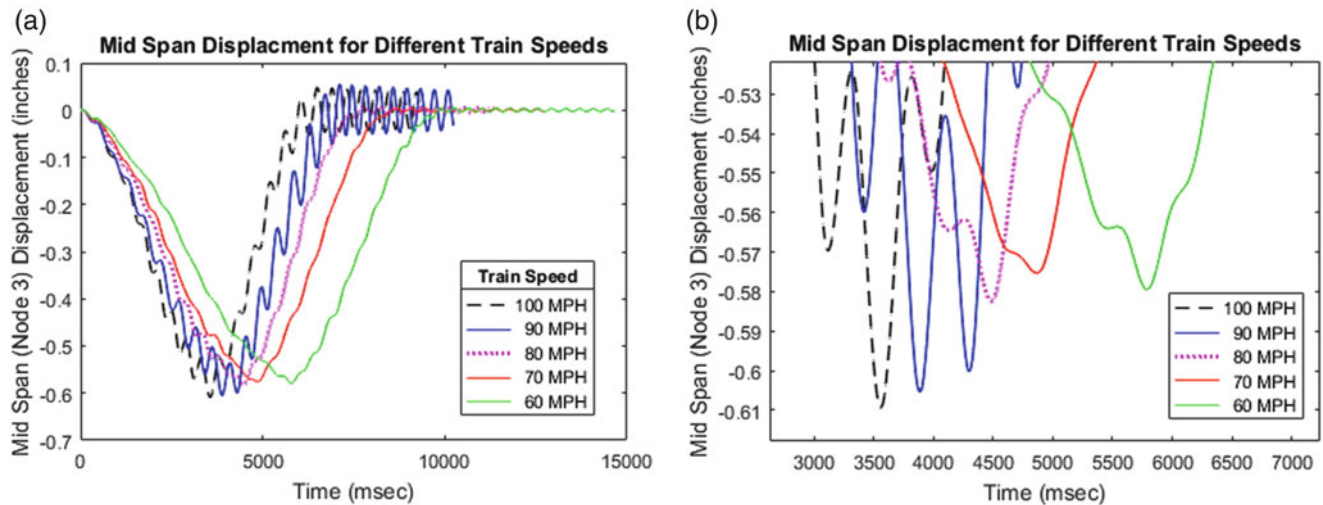 (a)
Mid Span Displacment for Different Train Speeds
Mid Span (Node 3) Displacement (inches)
0.1
0
-0.1
-0.2
-0.3
-0.4
-0.5
-0.6
-0.7
0
5000
10000
15000
Time (msec)
Train Speed
100 MPH
90 MPH
80 MPH
70 MPH
60 MPH
(b)
Mid Span Displacment for Different Train Speeds
Mid Span (Node 3) Displacement (inches)
-0.53
-0.54
-0.55
-0.56
-0.57
-0.58
-0.59
-0.6
-0.61
3000
3500
4000
4500
5000
5500
6000
6500
7000
Time (msec)
100 MPH
90 MPH
80 MPH
70 MPH
60 MPH